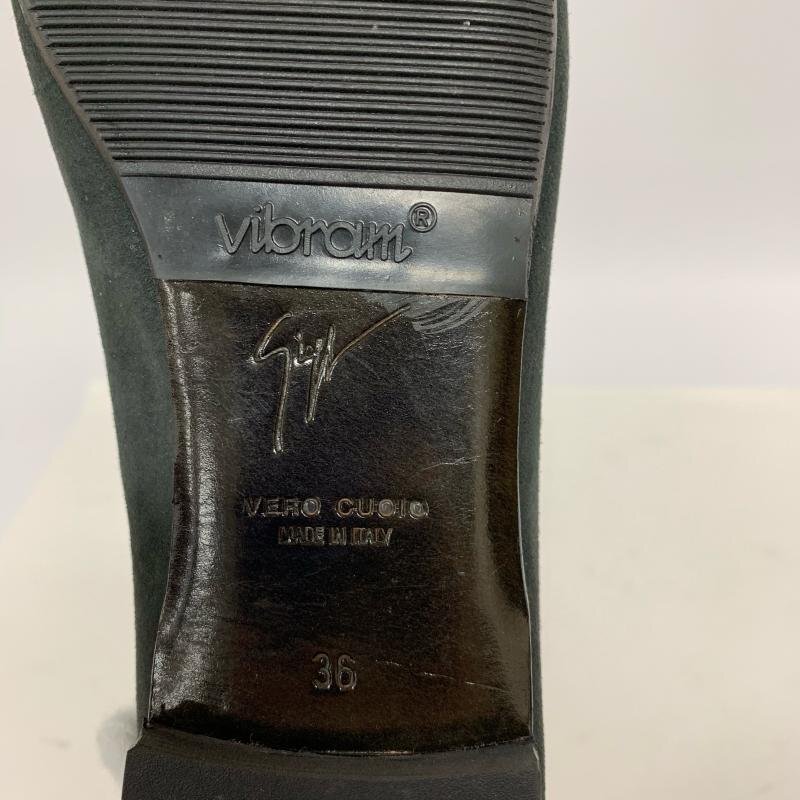 vibram®
VERO CUOIO
MADE IN ITALY
36